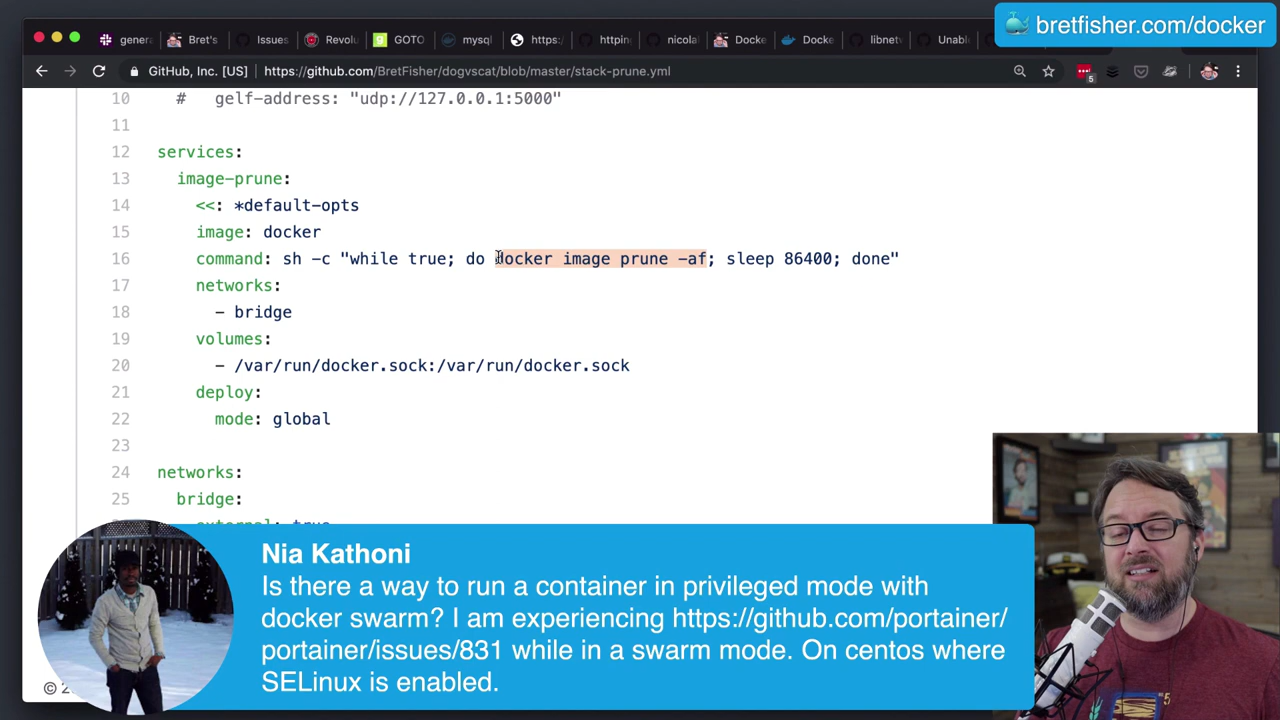 bretfisher.com/docker
genera
Bret's
Issues
Revolu
GOTO
mysql
https:
httpin
nicola
Docke
Docke
libnetv
Unabl
GitHub, Inc. [US]
https://github.com/BretFisher/dogvscat/blob/master/stack-prune.yml
5
10 # gelf-address: "udp://127.0.0.1:5000"
11
12 services:
13 image-prune:
14 <<: *default-opts
15 image: docker
16 command: sh -c "while true; do docker image prune -af; sleep 86400; done"
17 networks:
18 - bridge
19 volumes:
20 - /var/run/docker.sock:/var/run/docker.sock
21 deploy:
22 mode: global
23
24 networks:
25 bridge:
external: true
© 2
Nia Kathoni
Is there a way to run a container in privileged mode with
docker swarm? I am experiencing https://github.com/portainer/
portainer/issues/831 while in a swarm mode. On centos where
SELinux is enabled.